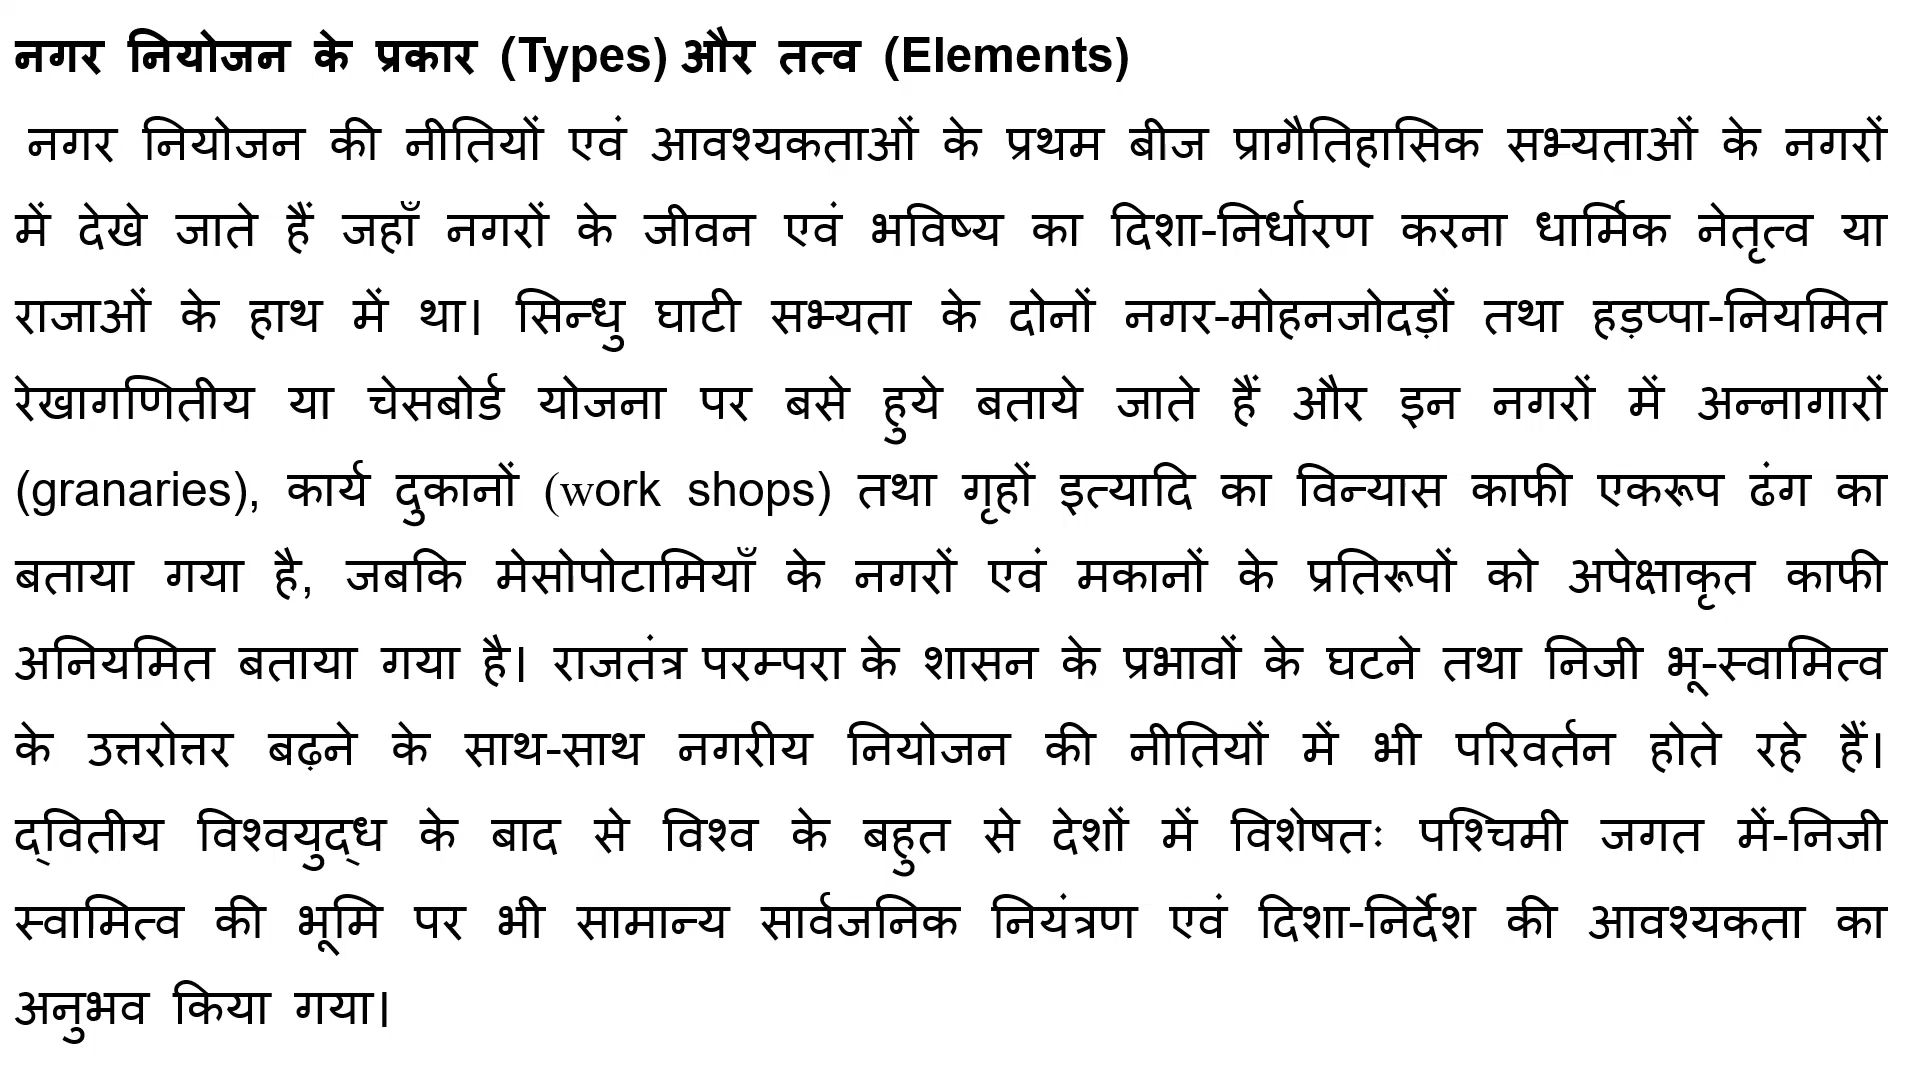 नगर नियोजन के प्रकार (Types) और तत्व (Elements)
नगर नियोजन की नीतियों एवं आवश्यकताओं के प्रथम बीज प्रागैतिहासिक सभ्यताओं के नगरों
में देखे जाते हैं जहाँ नगरों के जीवन एवं भविष्य का दिशा-निर्धारण करना धार्मिक नेतृत्व या
राजाओं के हाथ में था। सिन्धु घाटी सभ्यता के दोनों नगर-मोहनजोदड़ों तथा हड़प्पा-नियमित
रेखागणितीय या चेसबोर्ड योजना पर बसे हुये बताये जाते हैं और इन नगरों में अन्नागारों
(granaries), कार्य दुकानों (work shops) तथा गृहों इत्यादि का विन्यास काफी एकरूप ढंग का
बताया गया है, जबकि मेसोपोटामियाँ के नगरों एवं मकानों के प्रतिरूपों को अपेक्षाकृत काफी
अनियमित बताया गया है। राजतंत्र परम्परा के शासन के प्रभावों के घटने तथा निजी भू-स्वामित्व
के उत्तरोत्तर बढ़ने के साथ-साथ नगरीय नियोजन की नीतियों में भी परिवर्तन होते रहे हैं।
द्वितीय विश्वयुद्ध के बाद से विश्व के बहुत से देशों में विशेषतः पश्चिमी जगत में-निजी
स्वामित्व की भूमि पर भी सामान्य सार्वजनिक नियंत्रण एवं दिशा-निर्देश की आवश्यकता का
अनुभव किया गया।